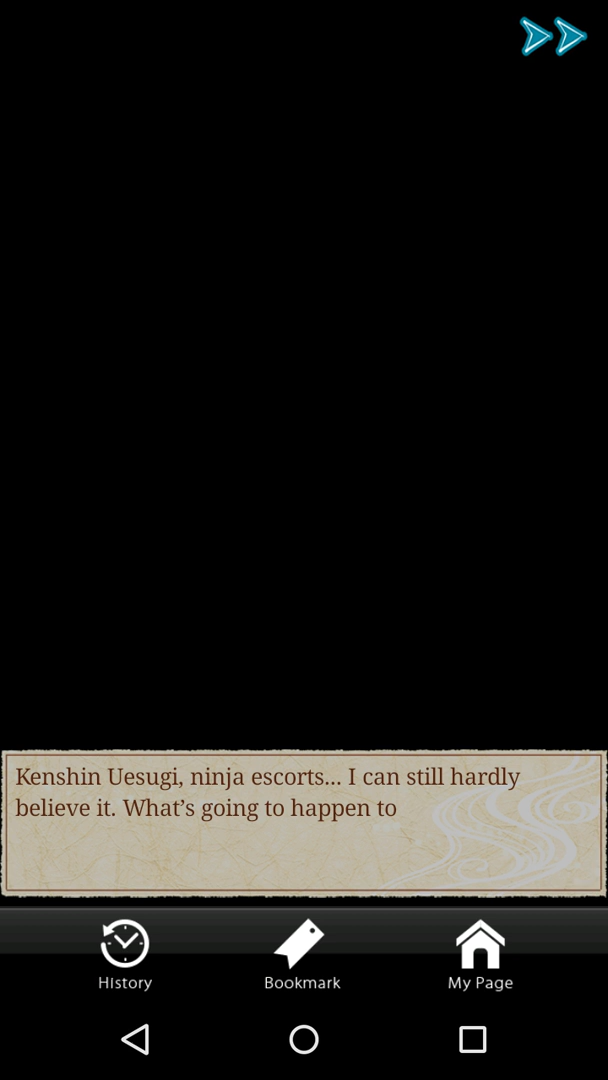 Kenshin Uesugi, ninja escorts... I can still hardly
believe it. What’s going to happen to
History
Bookmark
My Page